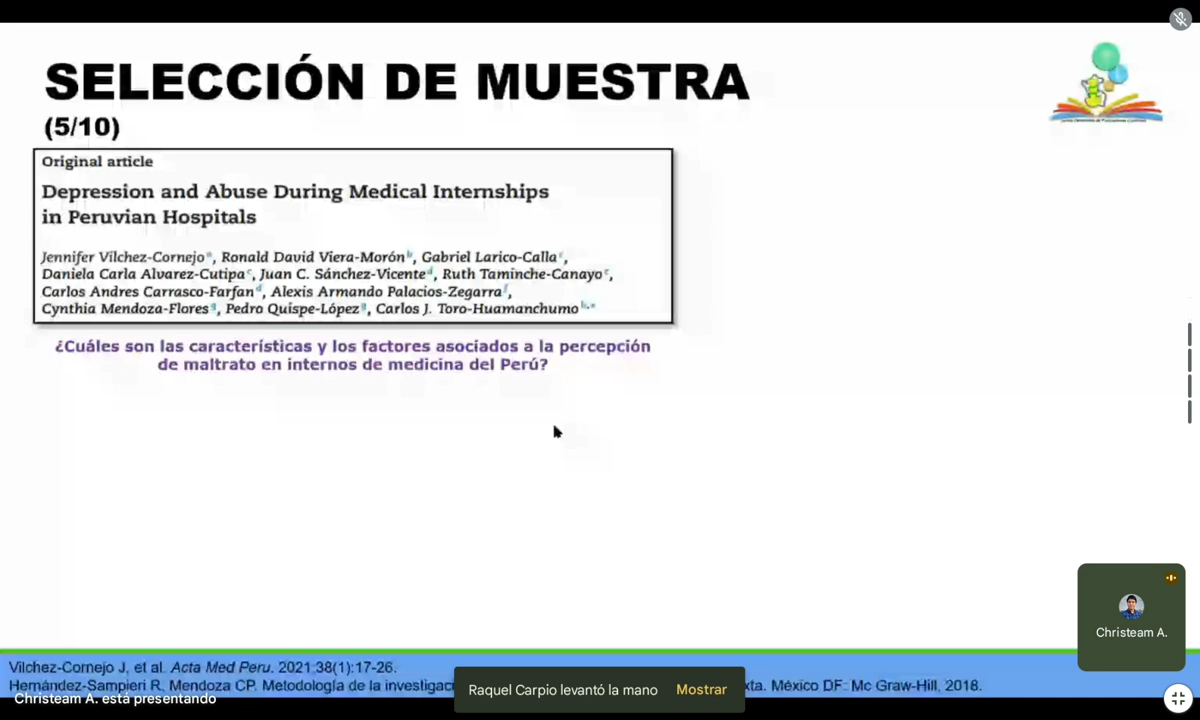 SELECCIÓN DE MUESTRA
(5/10)
Original article
Depression and Abuse During Medical Internships
in Peruvian Hospitals
Jennifer Vilchez-Cornejo a, Ronald David Viera-Morón b, Gabriel Larico-Calla c,
Daniela Carla Alvarez-Cutipa c, Juan C. Sánchez-Vicente d, Ruth Taminche-Canayo e,
Carlos Andres Carrasco-Farfan d, Alexis Armando Palacios-Zegarra f,
Cynthia Mendoza-Flores g, Pedro Quispe-López g, Carlos J. Toro-Huamanchumo h,*
¿Cuáles son las características y los factores asociados a la percepción
de maltrato en internos de medicina del Perú?
Christeam A.
Vilchez-Cornejo J, et al. Acta Med Peru. 2021;38(1):17-26.
Hernández-Sampieri R, Mendoza CP. Metodología de la investigac
xta. México DF: Mc Graw-Hill, 2018.
Christeam A. está presentando
Raquel Carpio levantó la mano Mostrar